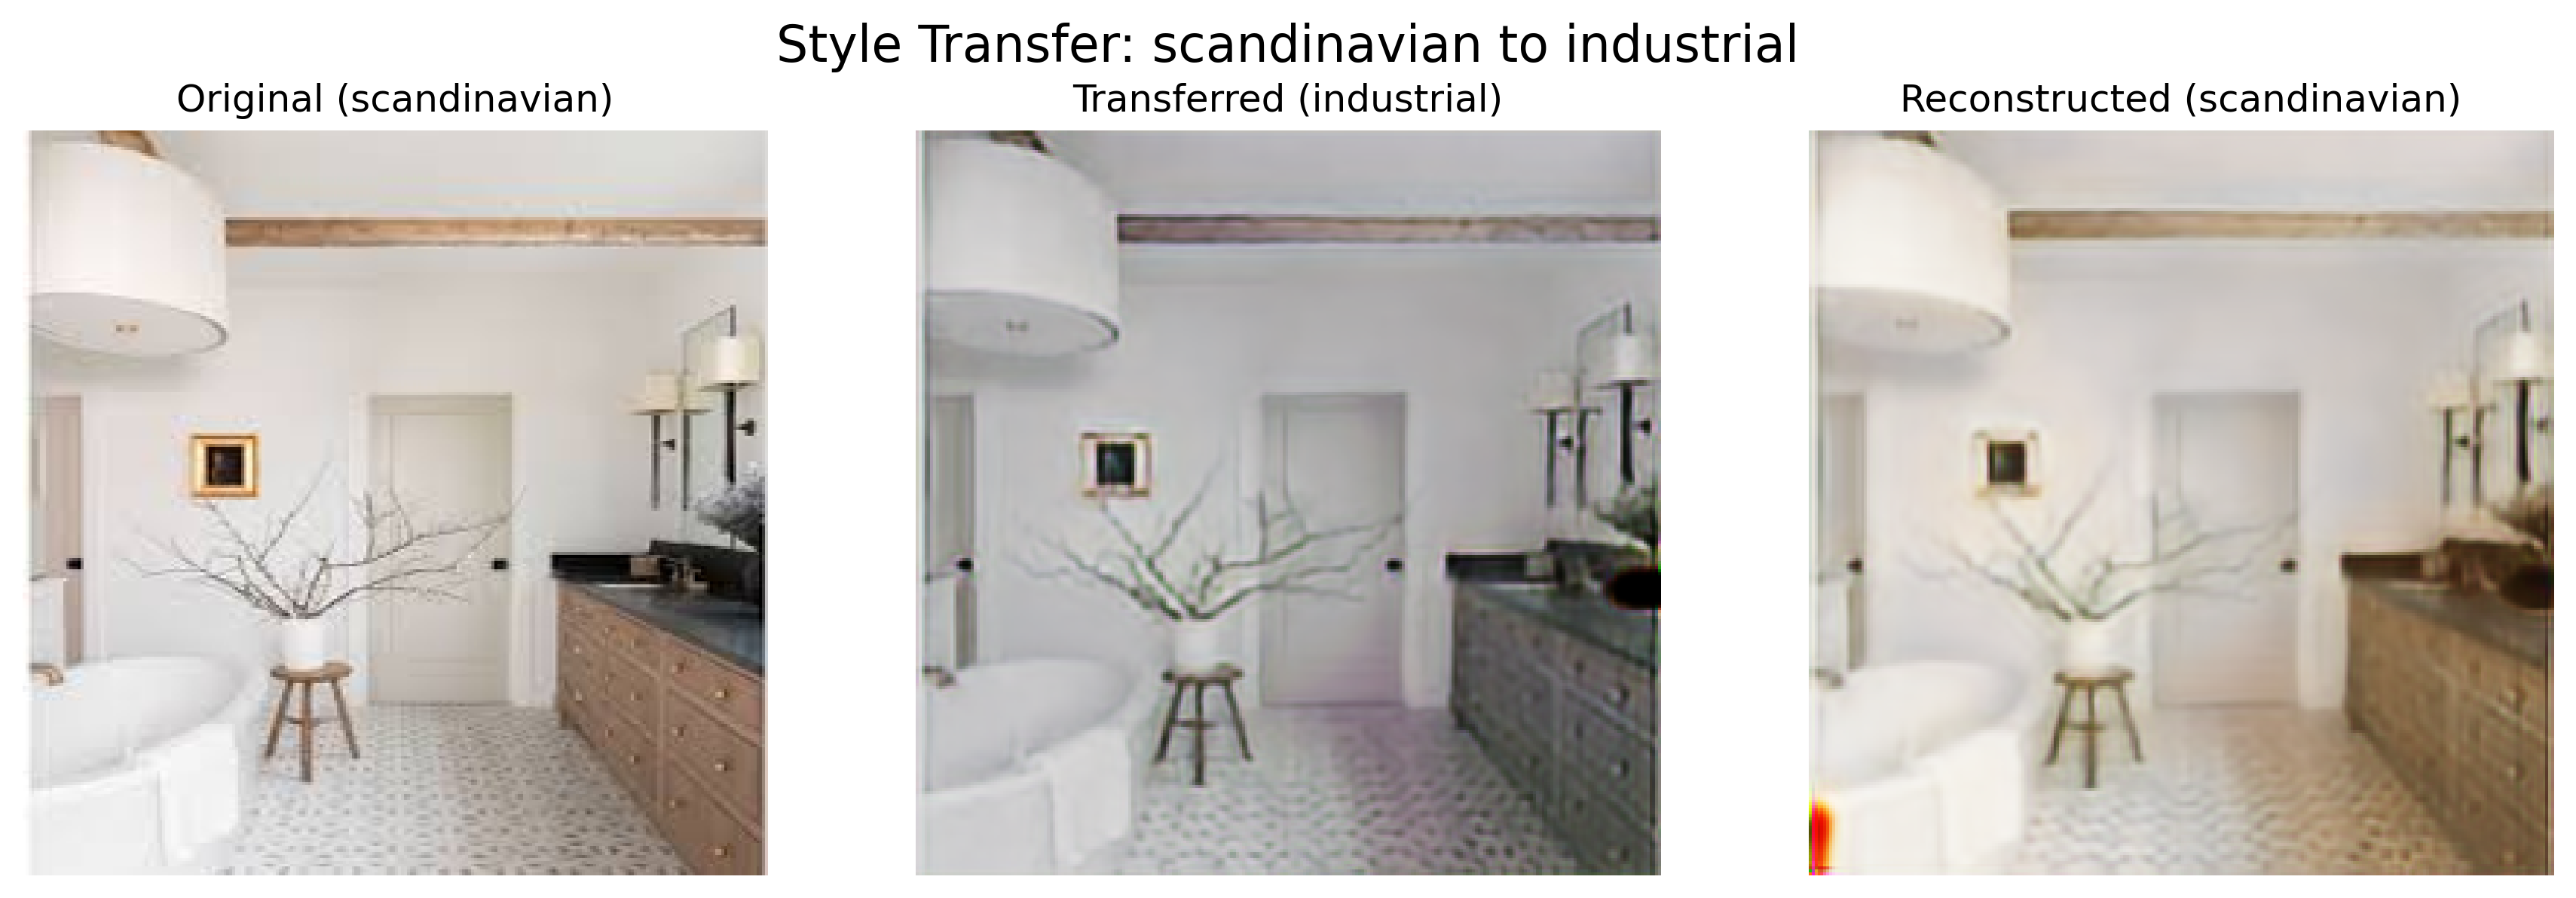 Style Transfer: scandinavian to industrial
Original (scandinavian)
Transferred (industrial)
Reconstructed (scandinavian)